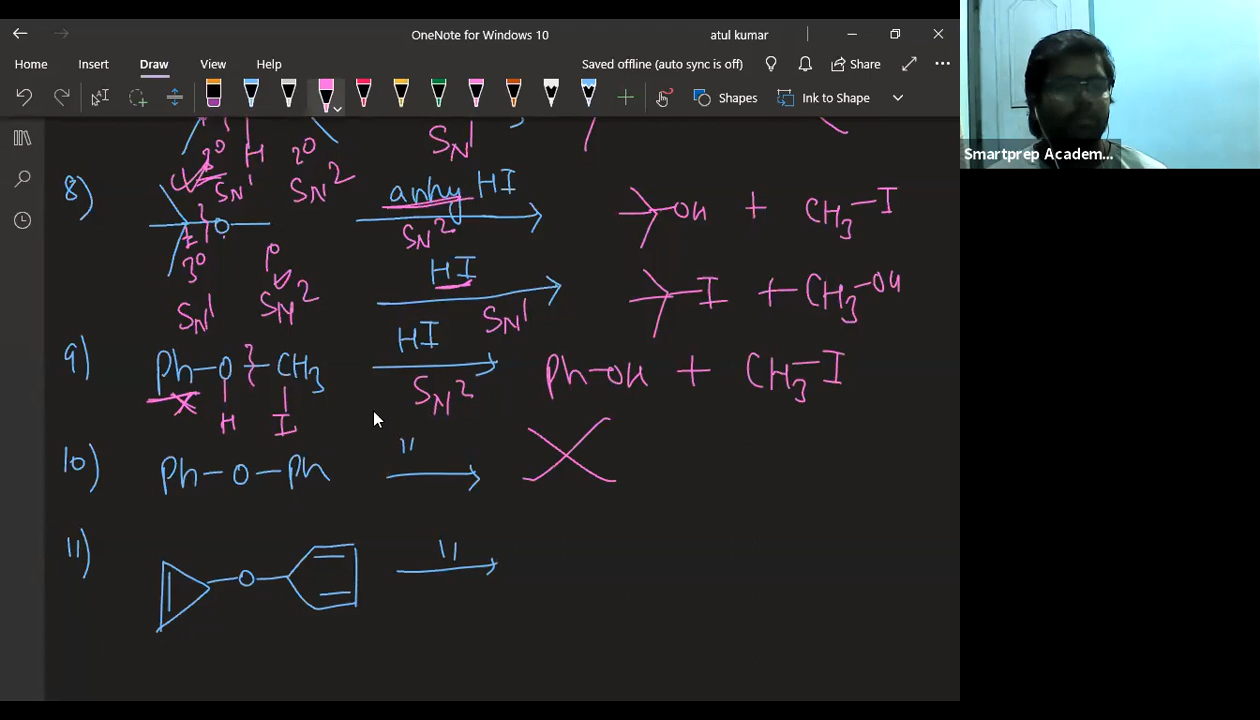 OneNote for Windows 10
atul kumar
Home Insert Draw View Help
Saved offline (auto sync is off)
Share
Shapes
Ink to Shape
Smartprep Academ...
2° H 2° SN1
SN1 SN2
8) O anhy HI OH + CH3-I
SN2
3° 1° HI I + CH3-OH
SN1 SN2 SN1
9) Ph-O-CH3 HI Ph-OH + CH3-I
H I SN2
10) Ph-O-Ph "
11) O "